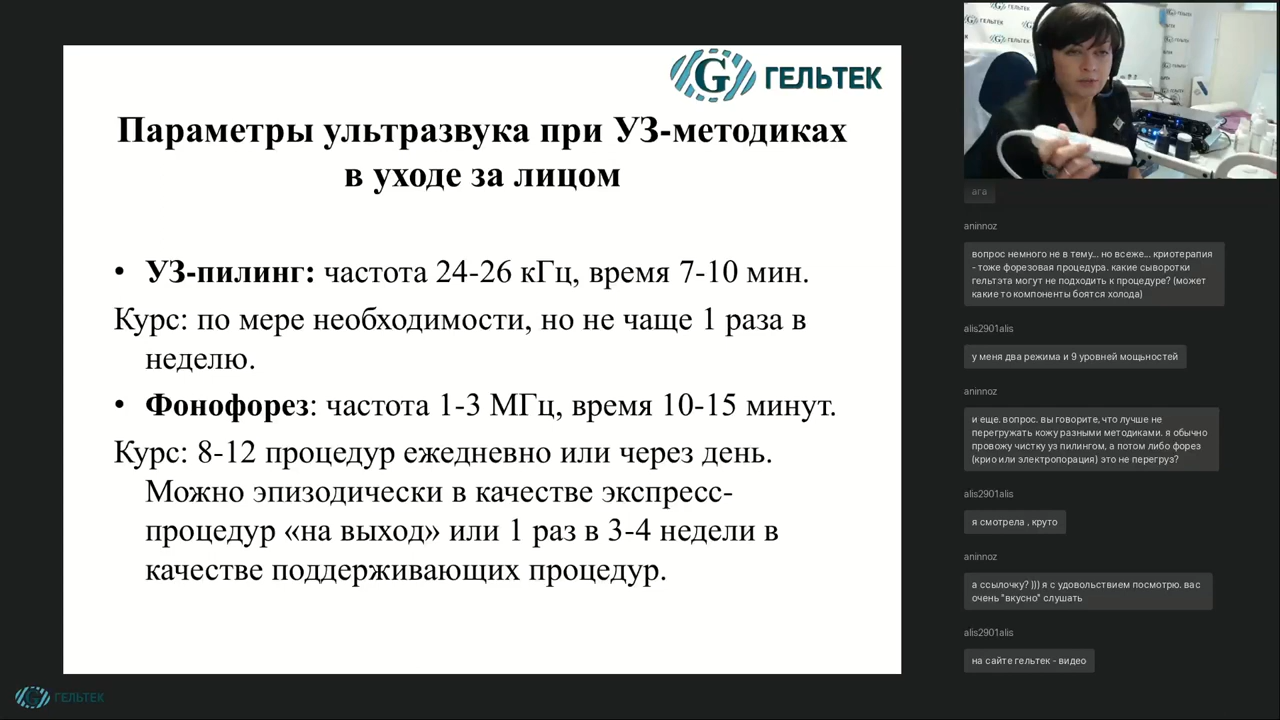 ГЕЛЬТЕК
Параметры ультразвука при УЗ-методиках
в уходе за лицом
• УЗ-пилинг: частота 24-26 кГц, время 7-10 мин.
Курс: по мере необходимости, но не чаще 1 раза в
неделю.
• Фонофорез: частота 1-3 МГц, время 10-15 минут.
Курс: 8-12 процедур ежедневно или через день.
Можно эпизодически в качестве экспресс-
процедур «на выход» или 1 раз в 3-4 недели в
качестве поддерживающих процедур.
ГЕЛЬТЕК
ага
aninnoz
вопрос немного не в тему... но всеже... криотерапия
- тоже форезовая процедура. какие сыворотки
гельтэка могут не подходить к процедуре? (может
какие то компоненты боятся холода)
alis2901alis
у меня два режима и 9 уровней мощьностей
aninnoz
и еще. вопрос. вы говорите, что лучше не
перегружать кожу разными методиками. я обычно
провожу чистку уз пилингом, а потом либо форез
(крио или электропорация) это не перегруз?
alis2901alis
я смотрела , круто
aninnoz
а ссылочку? ))) я с удовольствием посмотрю. вас
очень "вкусно" слушать
alis2901alis
на сайте гельтек - видео